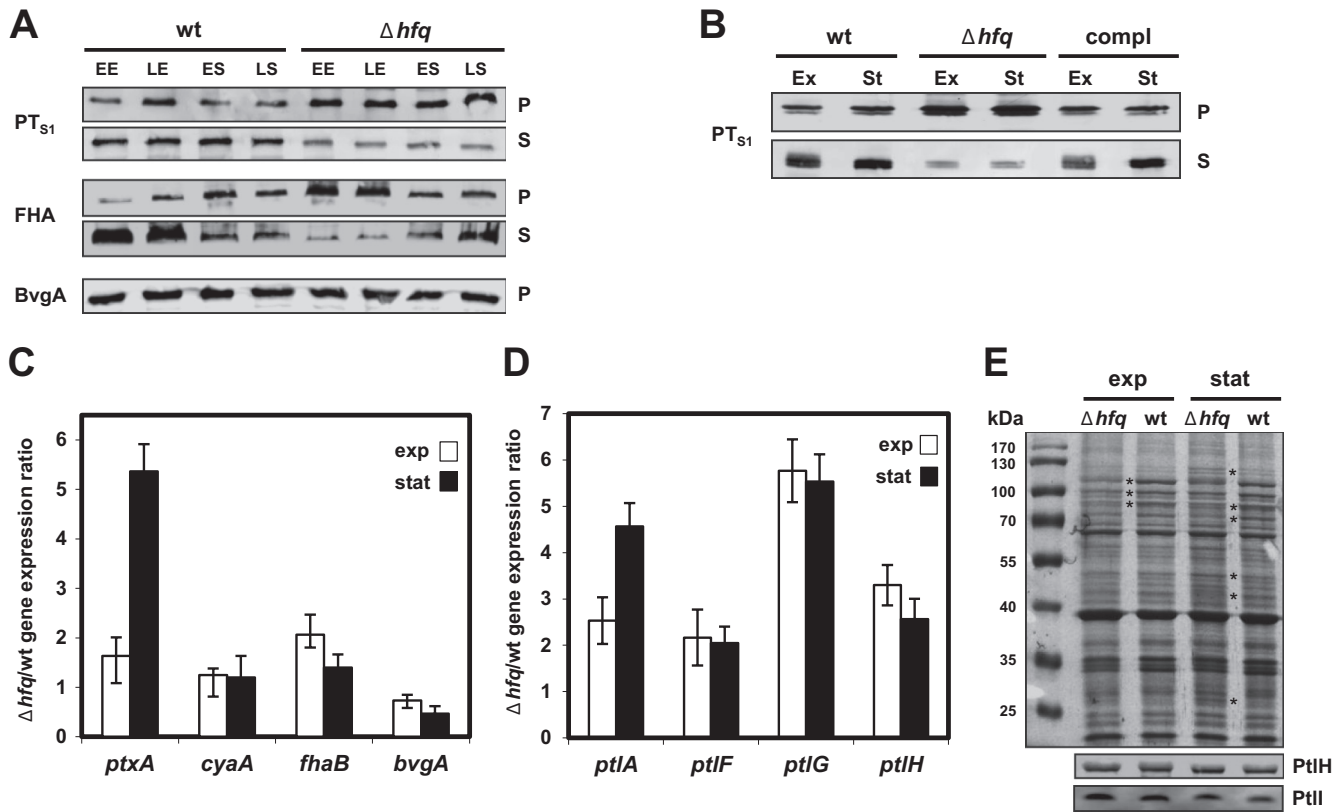 A
wt
Δhfq
EE LE ES LS EE LE ES LS
PTS1
P
S
FHA
P
S
BvgA
P
B
wt Δhfq compl
Ex St Ex St Ex St
PTS1
P
S
C
Δhfq/wt gene expression ratio
6
5
4
3
2
1
0
exp
stat
ptxA cyaA fhaB bvgA
D
Δhfq/wt gene expression ratio
7
6
5
4
3
2
1
0
exp
stat
ptlA ptlF ptlG ptlH
E
exp stat
kDa Δhfq wt Δhfq wt
170
130
100
70
55
40
35
25
*
*
*
*
*
*
*
*
*
PtlH
PtlI